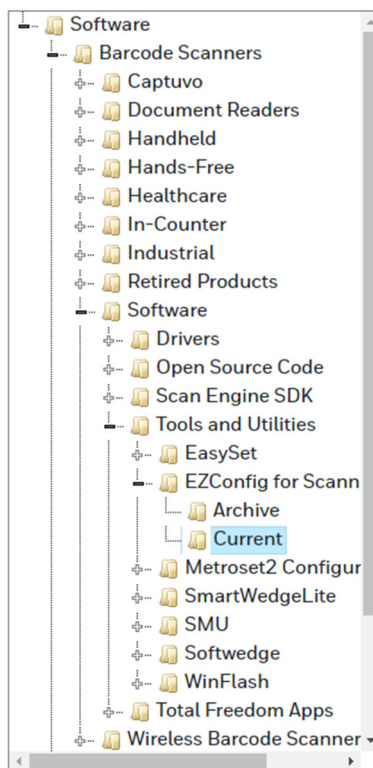 Software
Barcode Scanners
Captuvo
Document Readers
Handheld
Hands-Free
Healthcare
In-Counter
Industrial
Retired Products
Software
Drivers
Open Source Code
Scan Engine SDK
Tools and Utilities
EasySet
EZConfig for Scann
Archive
Current
Metroset2 Configur
SmartWedgeLite
SMU
Softwedge
WinFlash
Total Freedom Apps
Wireless Barcode Scanner